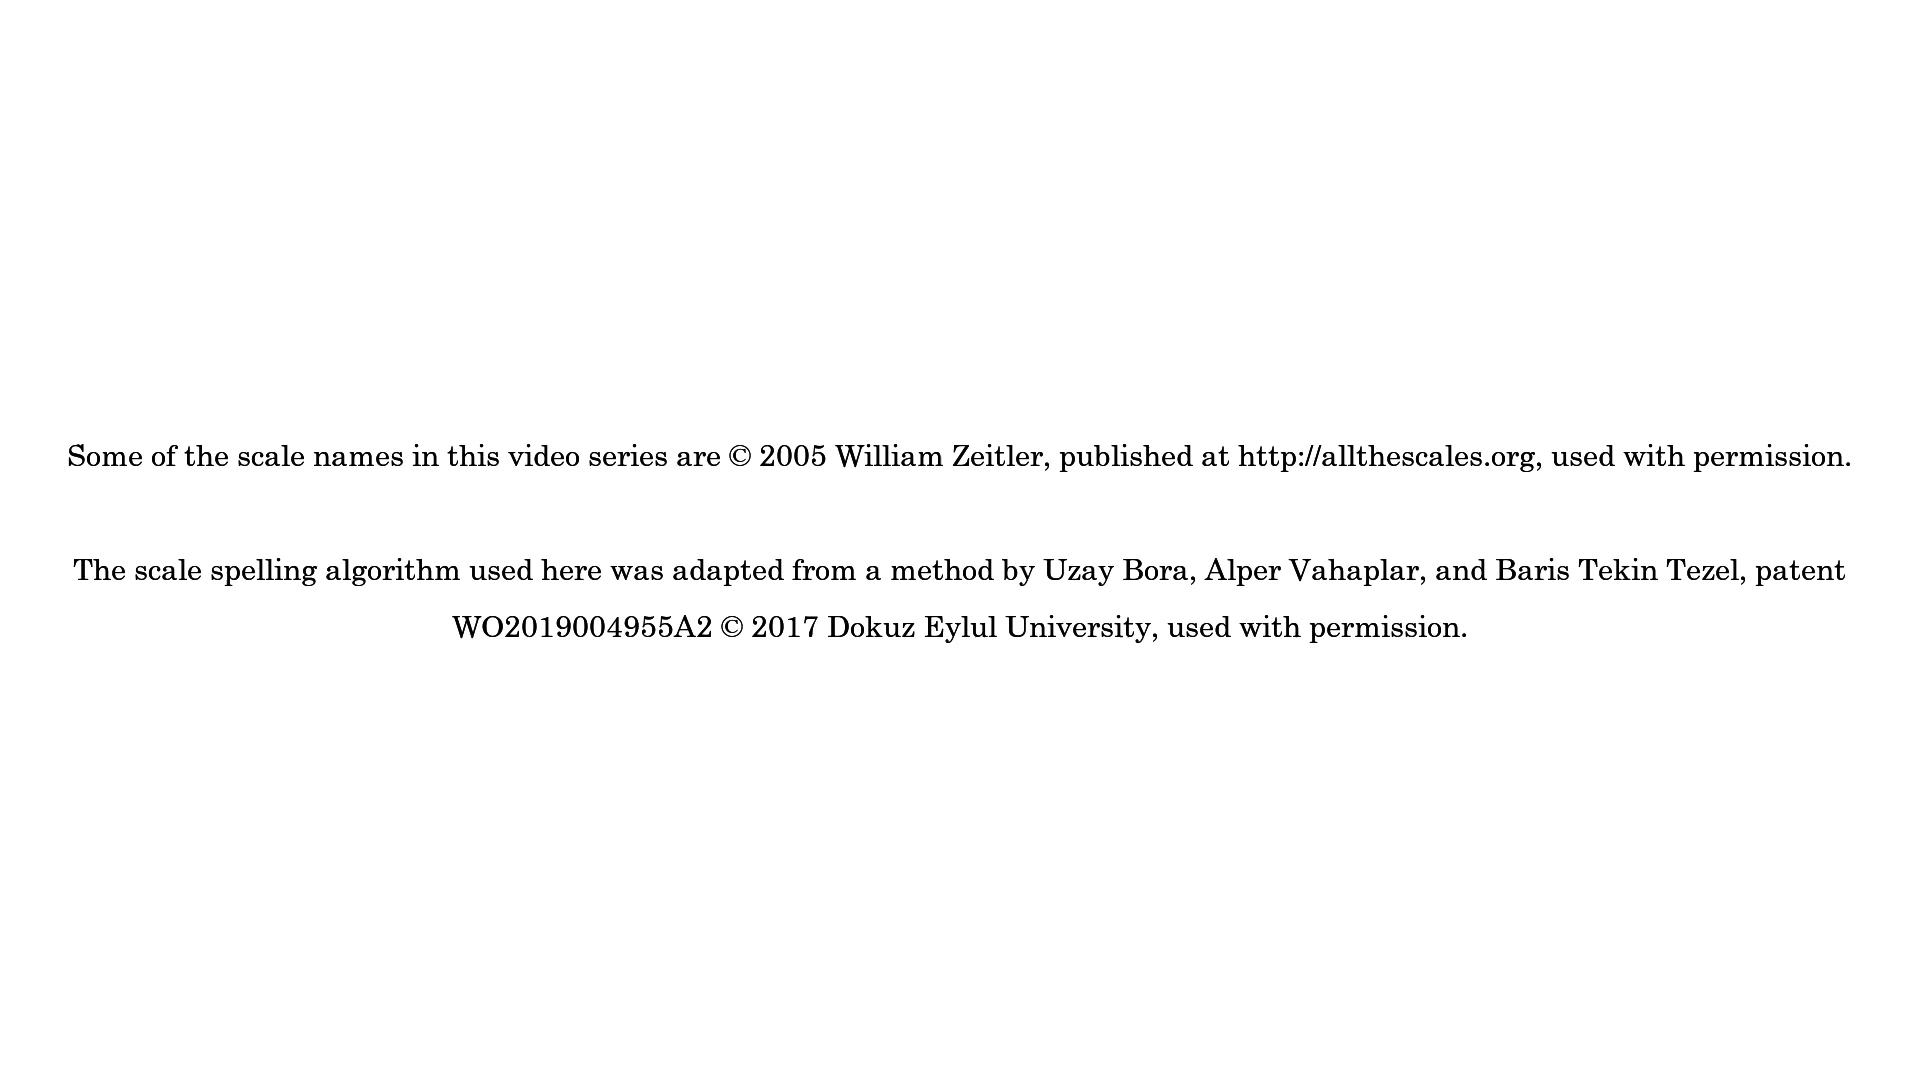 Some of the scale names in this video series are © 2005 William Zeitler, published at http://allthescales.org, used with permission.
The scale spelling algorithm used here was adapted from a method by Uzay Bora, Alper Vahaplar, and Baris Tekin Tezel, patent
WO2019004955A2 © 2017 Dokuz Eylul University, used with permission.